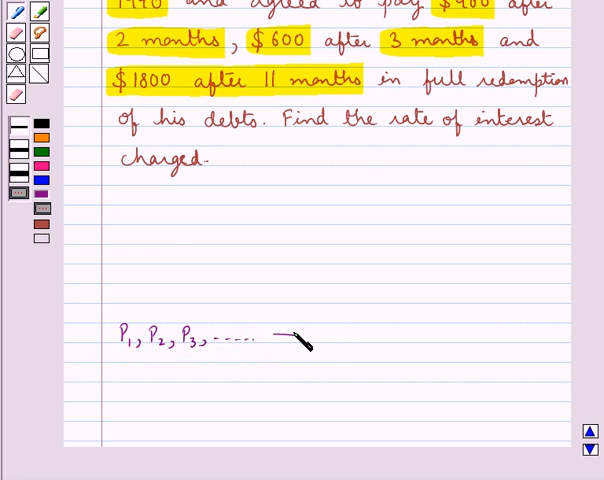 and agreed to pay after
2 months, $600 after 3 months and
$1800 after 11 months in full redemption
of his debts. Find the rate of interest
charged.
P₁, P₂, P₃, ...... —